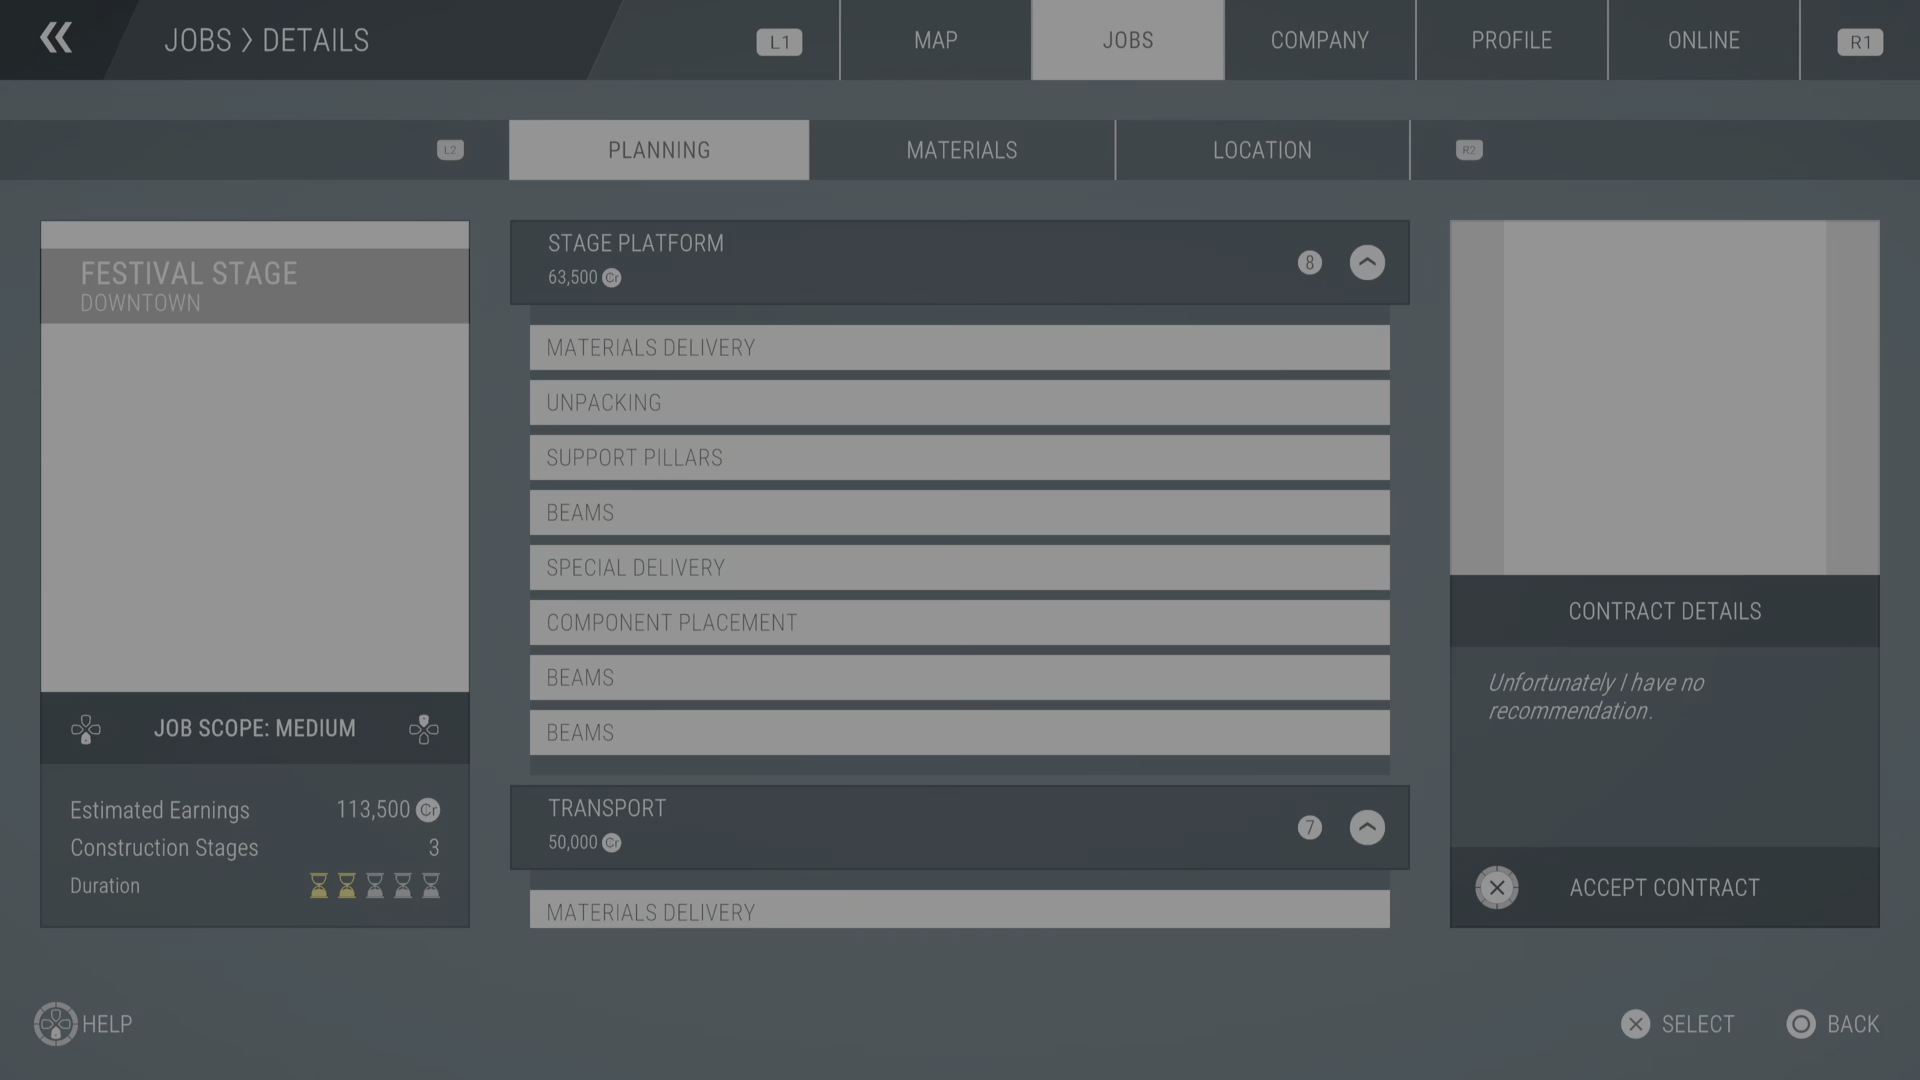 JOBS > DETAILS
L1
MAP
JOBS
COMPANY
PROFILE
ONLINE
R1
L2
PLANNING
MATERIALS
LOCATION
R2
FESTIVAL STAGE
DOWNTOWN
JOB SCOPE: MEDIUM
Estimated Earnings 113,500 Cr
Construction Stages 3
Duration
STAGE PLATFORM
63,500 Cr
8
MATERIALS DELIVERY
UNPACKING
SUPPORT PILLARS
BEAMS
SPECIAL DELIVERY
COMPONENT PLACEMENT
BEAMS
BEAMS
TRANSPORT
50,000 Cr
7
MATERIALS DELIVERY
CONTRACT DETAILS
Unfortunately I have no
recommendation.
ACCEPT CONTRACT
HELP
SELECT
BACK